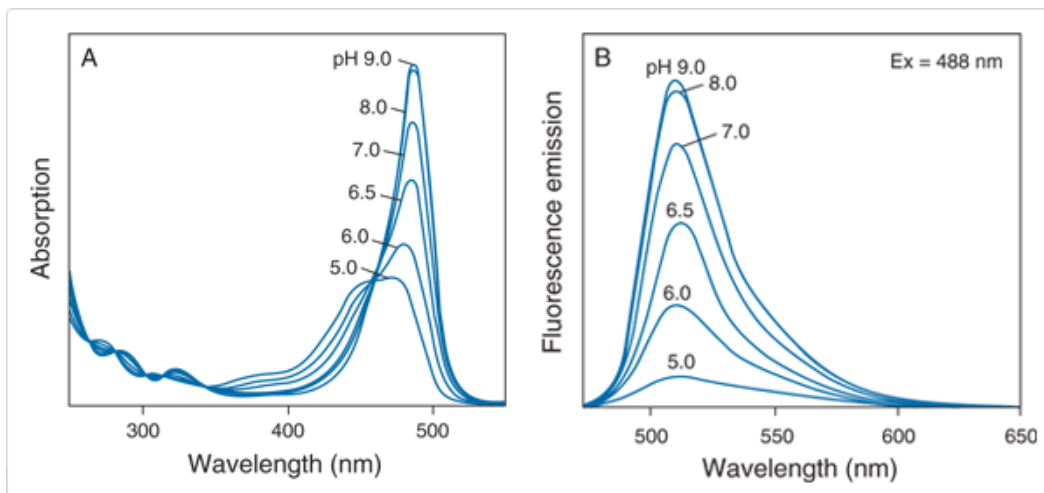 A
pH 9.0
8.0
7.0
6.5
6.0
5.0
Absorption
300
400
500
Wavelength (nm)
B
Ex = 488 nm
pH 9.0
8.0
7.0
6.5
6.0
5.0
Fluorescence emission
500
550
600
650
Wavelength (nm)